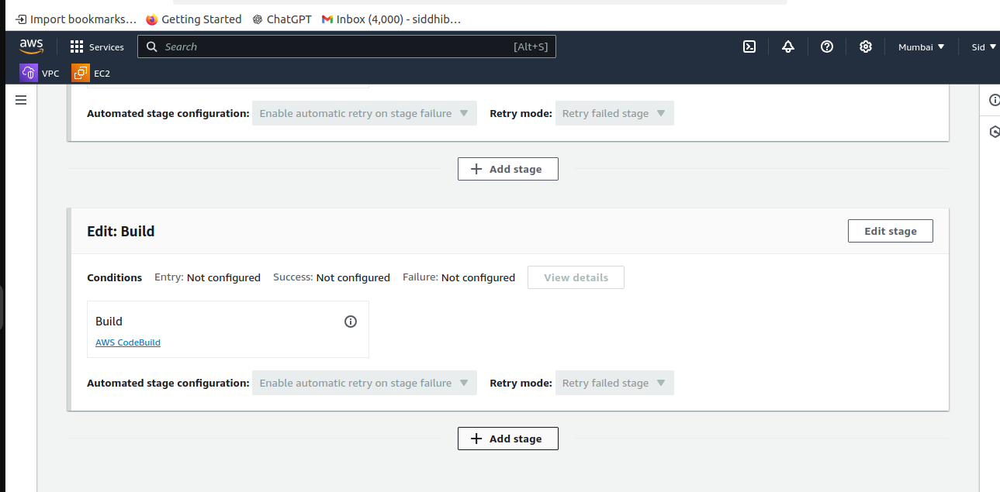 Import bookmarks... Getting Started ChatGPT Inbox (4,000) - siddhib...
aws Services Search [Alt+S] Mumbai Sid
VPC EC2
Automated stage configuration: Enable automatic retry on stage failure Retry mode: Retry failed stage
Add stage
Edit: Build Edit stage
Conditions Entry: Not configured Success: Not configured Failure: Not configured View details
Build
AWS CodeBuild
Automated stage configuration: Enable automatic retry on stage failure Retry mode: Retry failed stage
Add stage